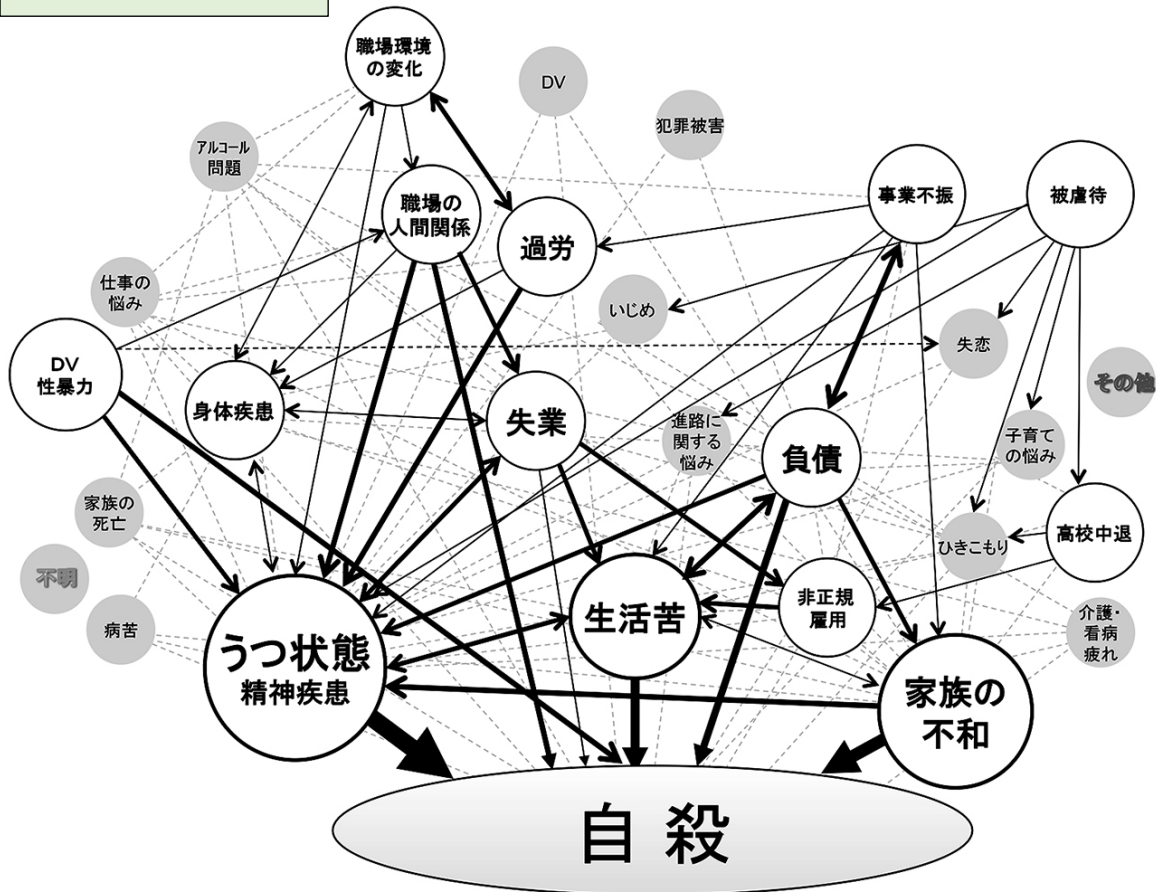 職場環境
の変化
DV
犯罪被害
アルコール
問題
職場の
人間関係
過労
事業不振
被虐待
仕事の
悩み
いじめ
失恋
DV
性暴力
その他
身体疾患
失業
進路に
関する
悩み
負債
子育て
の悩み
家族の
死亡
ひきこもり
高校中退
不明
病苦
うつ状態
精神疾患
生活苦
非正規
雇用
介護・
看病
疲れ
家族の
不和
自殺